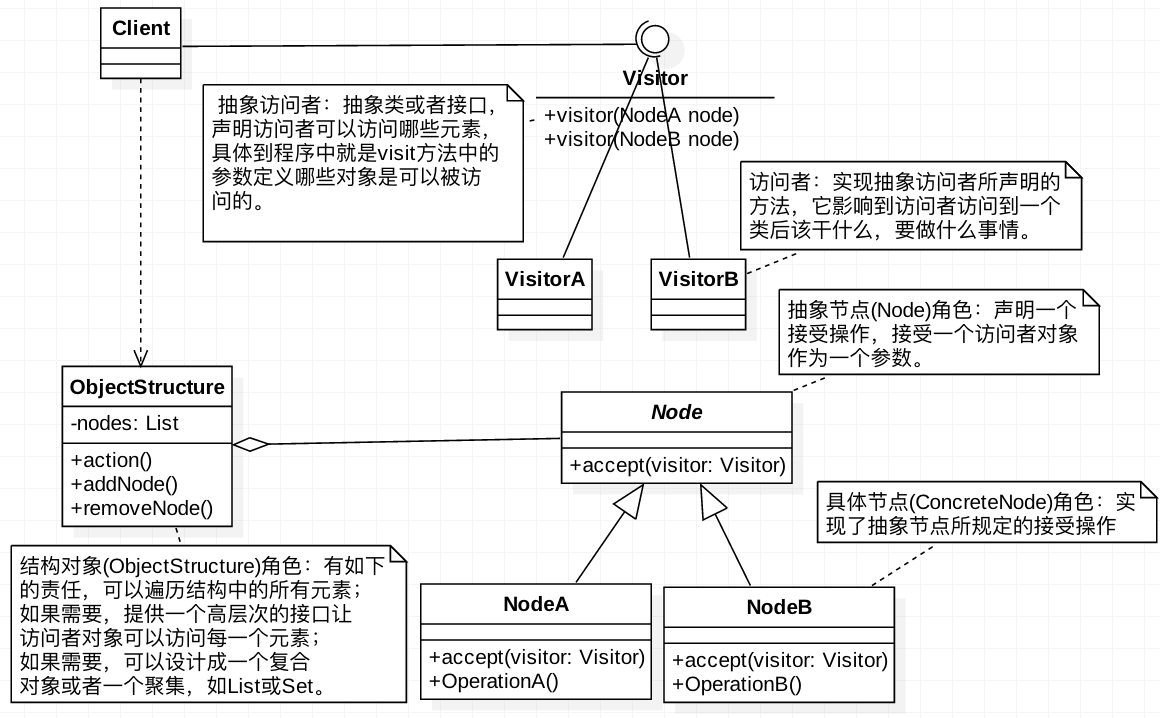 Client
Visitor
+visitor(NodeA node)
+visitor(NodeB node)
抽象访问者：抽象类或者接口，
声明访问者可以访问哪些元素，
具体到程序中就是visit方法中的
参数定义哪些对象是可以被访
问的。
访问者：实现抽象访问者所声明的
方法，它影响到访问者访问到一个
类后该干什么，要做什么事情。
VisitorA
VisitorB
抽象节点(Node)角色：声明一个
接受操作，接受一个访问者对象
作为一个参数。
ObjectStructure
-nodes: List
+action()
+addNode()
+removeNode()
Node
+accept(visitor: Visitor)
具体节点(ConcreteNode)角色：实
现了抽象节点所规定的接受操作
结构对象(ObjectStructure)角色：有如下
的责任，可以遍历结构中的所有元素；
如果需要，提供一个高层次的接口让
访问者对象可以访问每一个元素；
如果需要，可以设计成一个复合
对象或者一个聚集，如List或Set。
NodeA
+accept(visitor: Visitor)
+OperationA()
NodeB
+accept(visitor: Visitor)
+OperationB()